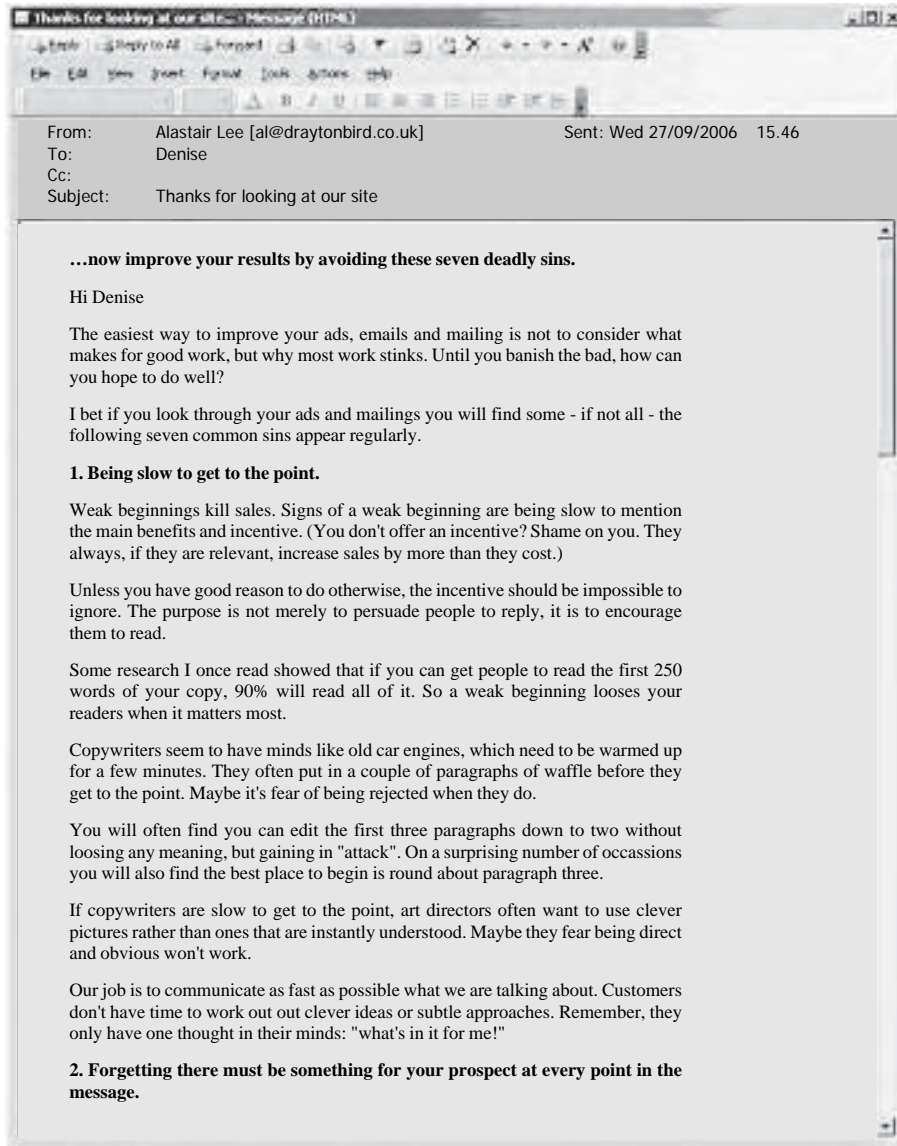 Thanks for looking at our site... - Message (HTML)
Reply Reply to All Forward
File Edit View Insert Format Tools Actions Help
From: Alastair Lee [al@draytonbird.co.uk] Sent: Wed 27/09/2006 15.46
To: Denise
Cc:
Subject: Thanks for looking at our site
…now improve your results by avoiding these seven deadly sins.
Hi Denise
The easiest way to improve your ads, emails and mailing is not to consider what
makes for good work, but why most work stinks. Until you banish the bad, how can
you hope to do well?
I bet if you look through your ads and mailings you will find some - if not all - the
following seven common sins appear regularly.
1. Being slow to get to the point.
Weak beginnings kill sales. Signs of a weak beginning are being slow to mention
the main benefits and incentive. (You don't offer an incentive? Shame on you. They
always, if they are relevant, increase sales by more than they cost.)
Unless you have good reason to do otherwise, the incentive should be impossible to
ignore. The purpose is not merely to persuade people to reply, it is to encourage
them to read.
Some research I once read showed that if you can get people to read the first 250
words of your copy, 90% will read all of it. So a weak beginning looses your
readers when it matters most.
Copywriters seem to have minds like old car engines, which need to be warmed up
for a few minutes. They often put in a couple of paragraphs of waffle before they
get to the point. Maybe it's fear of being rejected when they do.
You will often find you can edit the first three paragraphs down to two without
loosing any meaning, but gaining in "attack". On a surprising number of occassions
you will also find the best place to begin is round about paragraph three.
If copywriters are slow to get to the point, art directors often want to use clever
pictures rather than ones that are instantly understood. Maybe they fear being direct
and obvious won't work.
Our job is to communicate as fast as possible what we are talking about. Customers
don't have time to work out out clever ideas or subtle approaches. Remember, they
only have one thought in their minds: "what's in it for me!"
2. Forgetting there must be something for your prospect at every point in the
message.